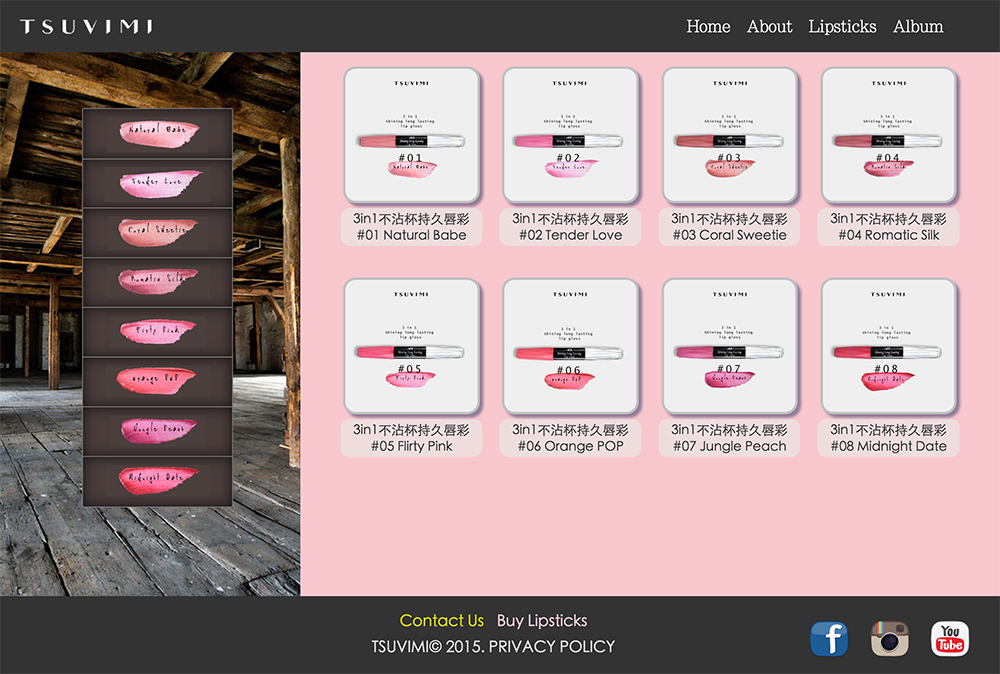 TSUVIMI
Home About Lipsticks Album
Natural Babe
Tender Love
Coral Sweetie
Romatic Silk
Flirty Pink
orange POP
Jungle Peach
Midnight Date
TSUVIMI
3 in 1
Shining long lasting
lip gloss
#01
Natural Babe
3in1不沾杯持久唇彩
#01 Natural Babe
TSUVIMI
3 in 1
Shining long lasting
lip gloss
#02
Tender Love
3in1不沾杯持久唇彩
#02 Tender Love
TSUVIMI
3 in 1
Shining long lasting
lip gloss
#03
Coral Sweetie
3in1不沾杯持久唇彩
#03 Coral Sweetie
TSUVIMI
3 in 1
Shining long lasting
lip gloss
#04
Romatic Silk
3in1不沾杯持久唇彩
#04 Romatic Silk
TSUVIMI
3 in 1
Shining long lasting
lip gloss
#05
Flirty Pink
3in1不沾杯持久唇彩
#05 Flirty Pink
TSUVIMI
3 in 1
Shining long lasting
lip gloss
#06
orange POP
3in1不沾杯持久唇彩
#06 Orange POP
TSUVIMI
3 in 1
Shining long lasting
lip gloss
#07
Jungle Peach
3in1不沾杯持久唇彩
#07 Jungle Peach
TSUVIMI
3 in 1
Shining long lasting
lip gloss
#08
Midnight Date
3in1不沾杯持久唇彩
#08 Midnight Date
Contact Us Buy Lipsticks
TSUVIMI© 2015. PRIVACY POLICY
f
You
Tube